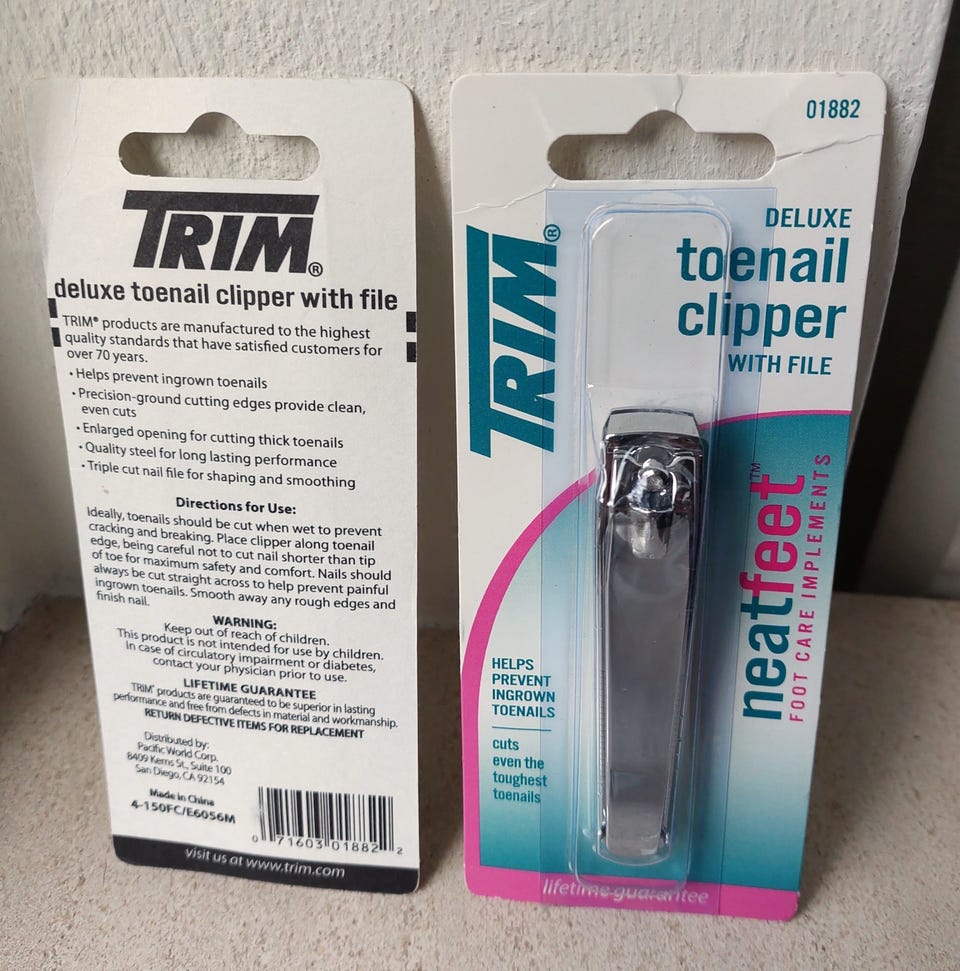 TRIM®
deluxe toenail clipper with file
TRIM® products are manufactured to the highest
quality standards that have satisfied customers for
over 70 years.
• Helps prevent ingrown toenails
• Precision-ground cutting edges provide clean,
even cuts
• Enlarged opening for cutting thick toenails
• Quality steel for long lasting performance
• Triple cut nail file for shaping and smoothing
Directions for Use:
Ideally, toenails should be cut when wet to prevent
cracking and breaking. Place clipper along toenail
edge, being careful not to cut nail shorter than tip
of toe for maximum safety and comfort. Nails should
always be cut straight across to help prevent painful
ingrown toenails. Smooth away any rough edges and
finish nail.
WARNING:
Keep out of reach of children.
This product is not intended for use by children.
In case of circulatory impairment or diabetes,
contact your physician prior to use.
LIFETIME GUARANTEE
TRIM® products are guaranteed to be superior in lasting
performance and free from defects in material and workmanship.
RETURN DEFECTIVE ITEMS FOR REPLACEMENT
Distributed by:
Pacific World Corp.
8409 Kerns St., Suite 100
San Diego, CA 92154
Made in China
4-150FC/E6056M
0 71603 01882 2
visit us at www.trim.com
01882
TRIM®
DELUXE
toenail
clipper
WITH FILE
neatfeet™
FOOT CARE IMPLEMENTS
HELPS
PREVENT
INGROWN
TOENAILS
cuts
even the
toughest
toenails
lifetime guarantee